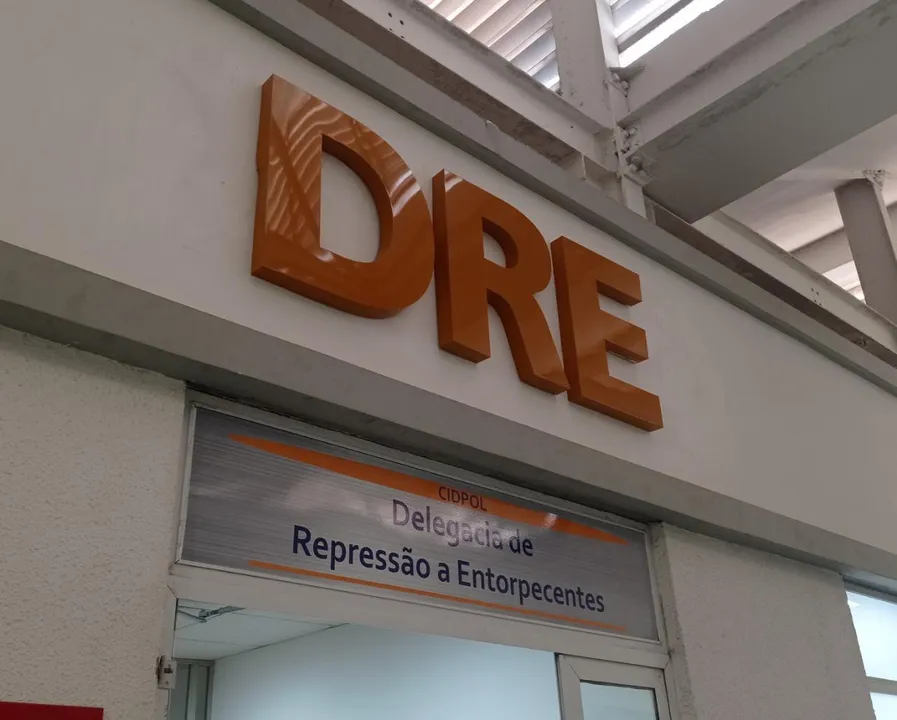 DRE
CIDPOL
Delegacia de
Repressão a Entorpecentes